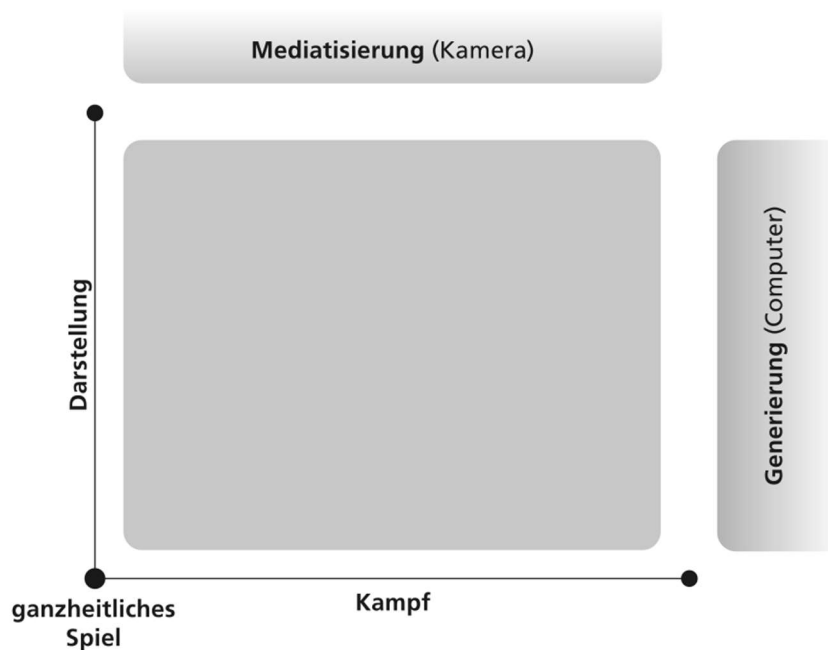 Mediatisierung (Kamera)
Darstellung
Generierung (Computer)
Kampf
ganzheitliches
Spiel